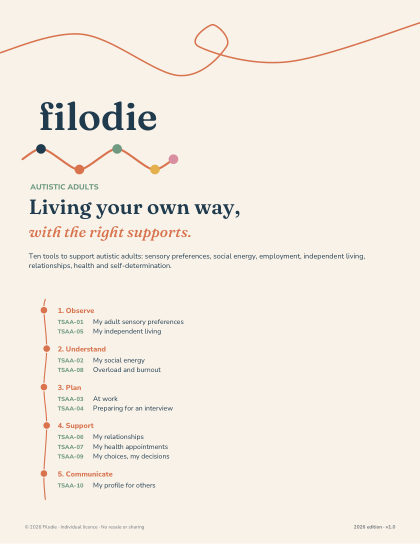 filodie
AUTISTIC ADULTS
Living your own way,
with the right supports.
Ten tools to support autistic adults: sensory preferences, social energy, employment, independent living,
relationships, health and self-determination.
1. Observe
TSAA-01 My adult sensory preferences
TSAA-05 My independent living
2. Understand
TSAA-02 My social energy
TSAA-08 Overload and burnout
3. Plan
TSAA-03 At work
TSAA-04 Preparing for an interview
4. Support
TSAA-06 My relationships
TSAA-07 My health appointments
TSAA-09 My choices, my decisions
5. Communicate
TSAA-10 My profile for others
© 2026 Filodie · Individual licence · No resale or sharing
2026 edition · v1.0